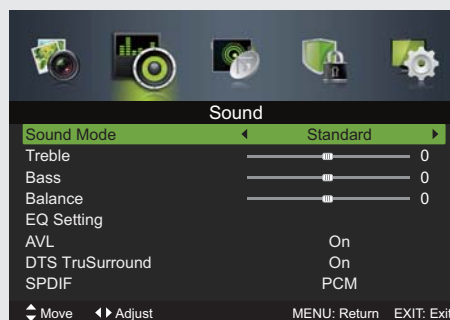 Sound
Sound Mode Standard
Treble 0
Bass 0
Balance 0
EQ Setting
AVL On
DTS TruSurround On
SPDIF PCM
Move Adjust MENU: Return EXIT: Exit